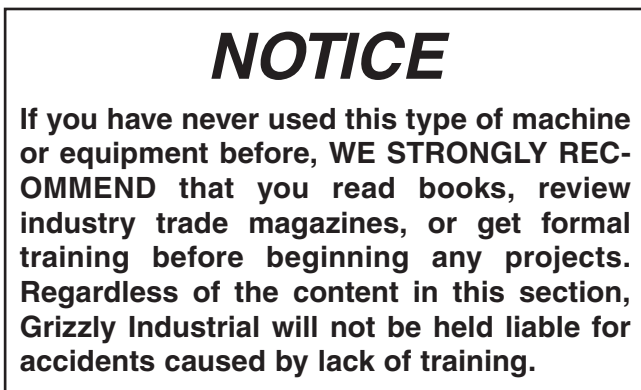 NOTICE
If you have never used this type of machine
or equipment before, WE STRONGLY REC-
OMMEND that you read books, review
industry trade magazines, or get formal
training before beginning any projects.
Regardless of the content in this section,
Grizzly Industrial will not be held liable for
accidents caused by lack of training.